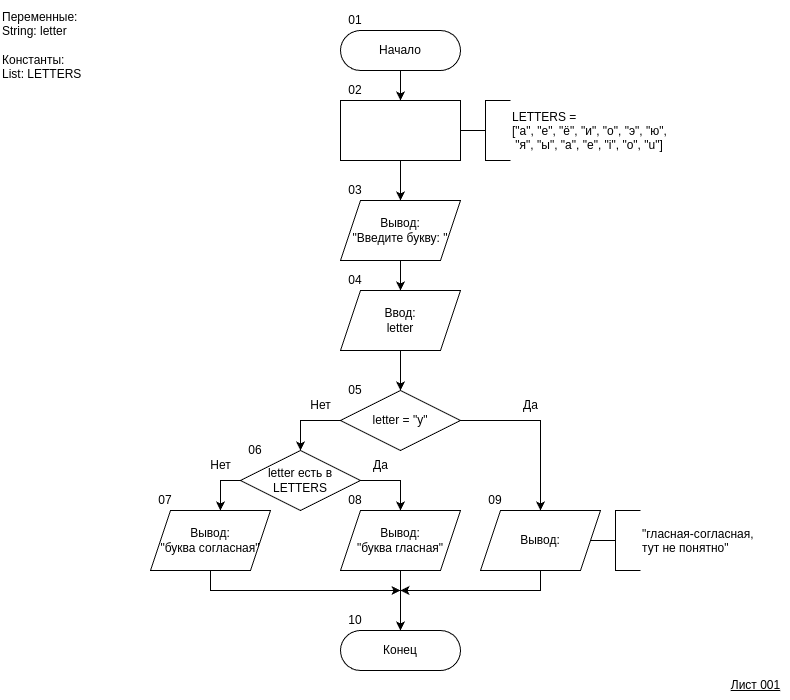 Переменные:
String: letter
Константы:
List: LETTERS
01
Начало
02
LETTERS =
["а", "е", "ё", "и", "о", "э", "ю",
"я", "ы", "a", "e", "i", "o", "u"]
03
Вывод:
"Введите букву: "
04
Ввод:
letter
05
letter = "y"
Нет
Да
06
letter есть в
LETTERS
Нет
Да
07
Вывод:
"буква согласная"
08
Вывод:
"буква гласная"
09
Вывод:
"гласная-согласная,
тут не понятно"
10
Конец
Лист 001